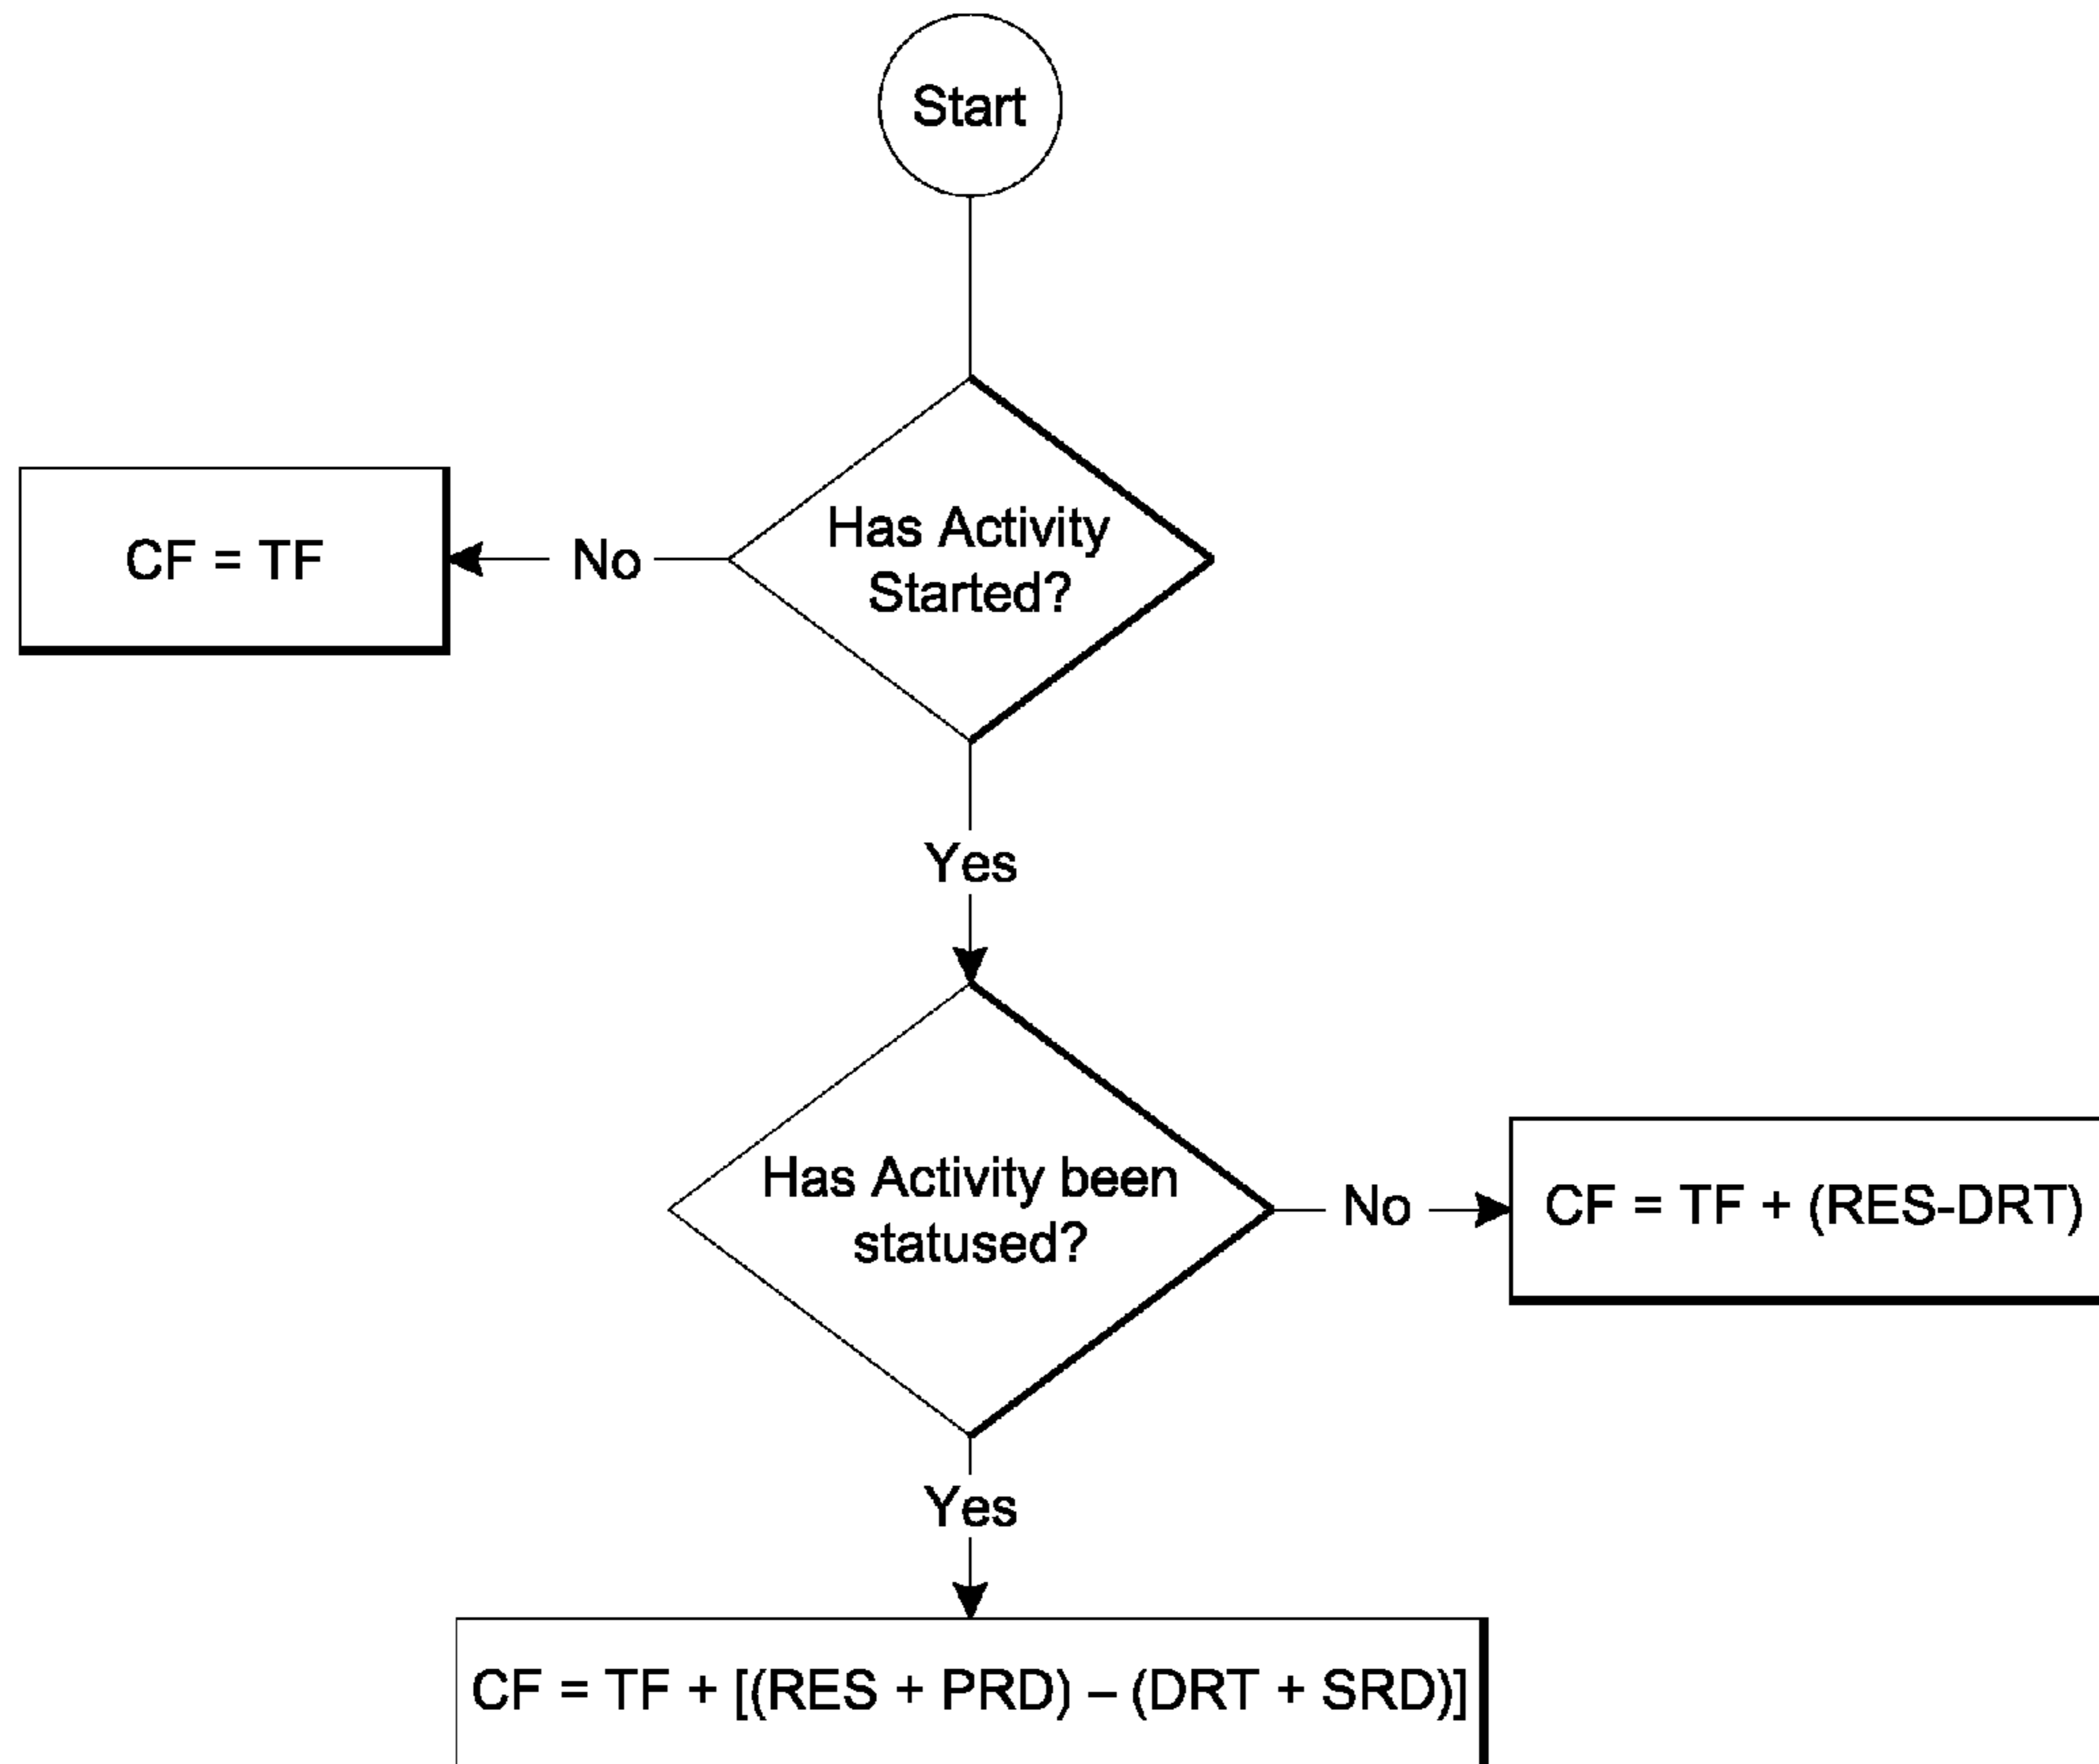 Start
Has Activity
Started?
No
CF = TF
Yes
Has Activity been
statused?
No
CF = TF + (RES-DRT)
Yes
CF = TF + [(RES + PRD) – (DRT + SRD))]